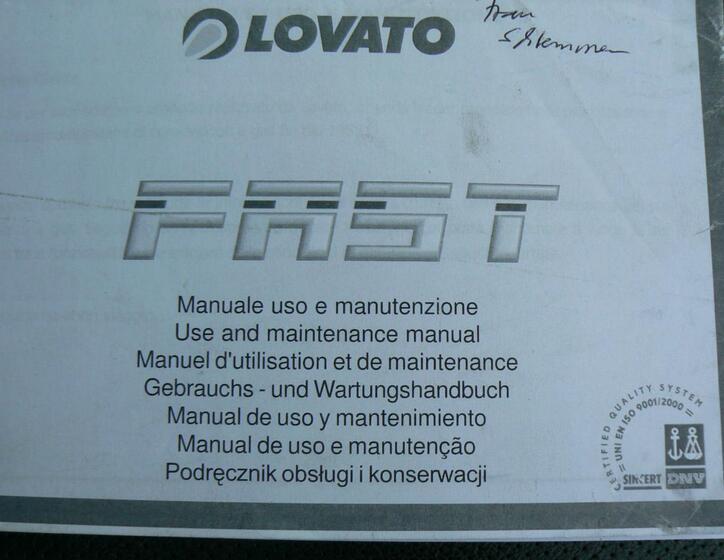 LOVATO
FAST
Manuale uso e manutenzione
Use and maintenance manual
Manuel d'utilisation et de maintenance
Gebrauchs - und Wartungshandbuch
Manual de uso y mantenimiento
Manual de uso e manutenção
Podręcznik obsługi i konserwacji
CERTIFIED QUALITY SYSTEM
= UNI EN ISO 9001/2000 =
SINCERT DNV